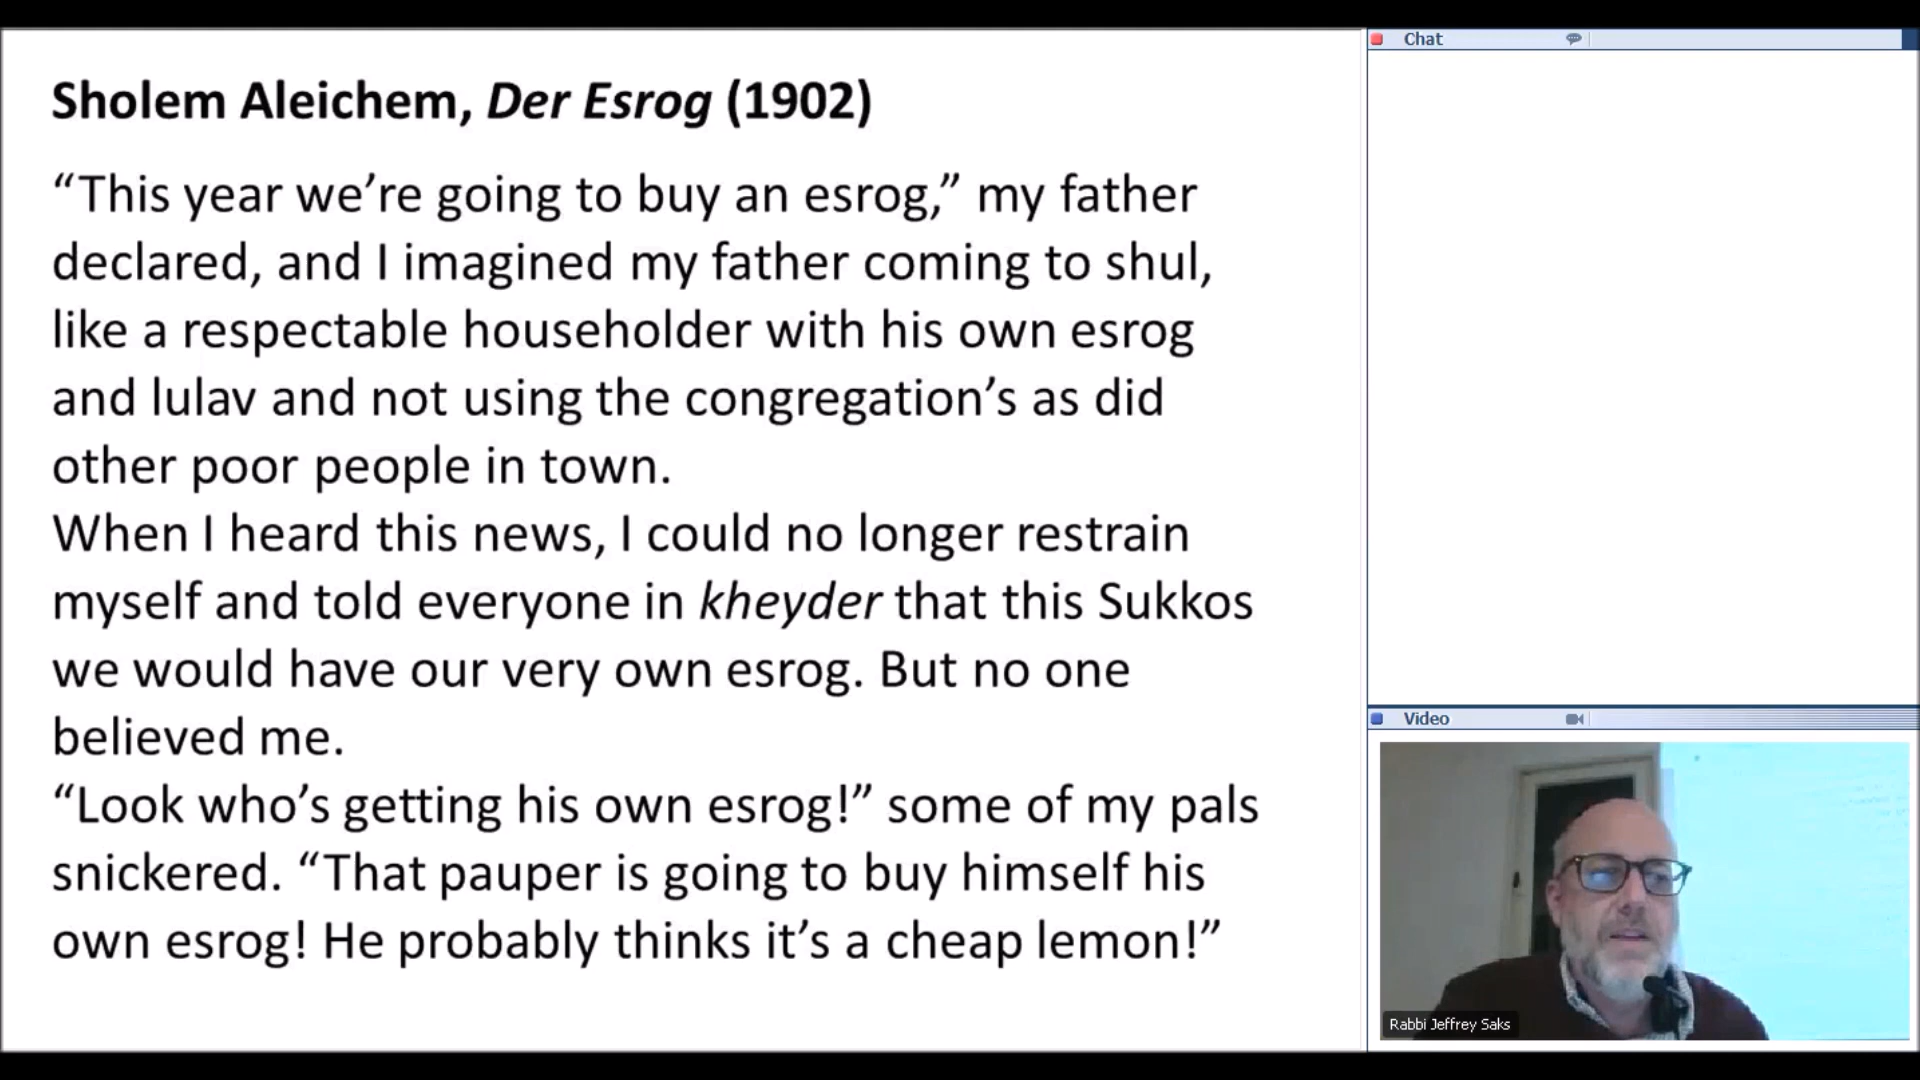 Sholem Aleichem, Der Esrog (1902)
“This year we’re going to buy an esrog,” my father
declared, and I imagined my father coming to shul,
like a respectable householder with his own esrog
and lulav and not using the congregation’s as did
other poor people in town.
When I heard this news, I could no longer restrain
myself and told everyone in kheyder that this Sukkos
we would have our very own esrog. But no one
believed me.
“Look who’s getting his own esrog!” some of my pals
snickered. “That pauper is going to buy himself his
own esrog! He probably thinks it’s a cheap lemon!”
Chat
Video
Rabbi Jeffrey Saks